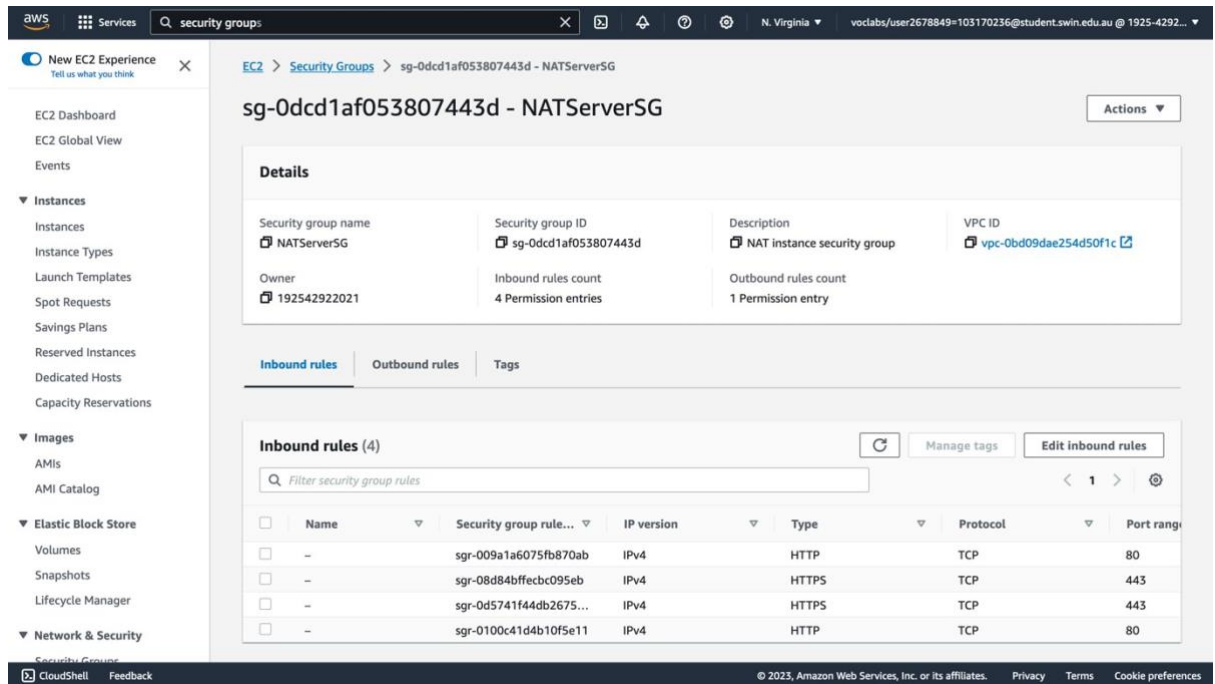 aws Services security groups N. Virginia ▼ voclabs/user2678849=103170236@student.swin.edu.au @ 1925-4292... ▼
New EC2 Experience
Tell us what you think
EC2 Dashboard
EC2 Global View
Events
▼ Instances
Instances
Instance Types
Launch Templates
Spot Requests
Savings Plans
Reserved Instances
Dedicated Hosts
Capacity Reservations
▼ Images
AMIs
AMI Catalog
▼ Elastic Block Store
Volumes
Snapshots
Lifecycle Manager
▼ Network & Security
Security Groups
EC2 > Security Groups > sg-0dcd1af053807443d - NATServerSG
sg-0dcd1af053807443d - NATServerSG
Actions ▼
Details
Security group name
NATServerSG
Security group ID
sg-0dcd1af053807443d
Description
NAT instance security group
VPC ID
vpc-0bd09dae254d50f1c
Owner
192542922021
Inbound rules count
4 Permission entries
Outbound rules count
1 Permission entry
Inbound rules Outbound rules Tags
Inbound rules (4)
Manage tags Edit inbound rules
Filter security group rules
< 1 >
Name Security group rule... IP version Type Protocol Port rang
– sgr-009a1a6075fb870ab IPv4 HTTP TCP 80
– sgr-08d84bffecbc095eb IPv4 HTTPS TCP 443
– sgr-0d5741f44db2675... IPv4 HTTPS TCP 443
– sgr-0100c41d4b10f5e11 IPv4 HTTP TCP 80
CloudShell Feedback © 2023, Amazon Web Services, Inc. or its affiliates. Privacy Terms Cookie preferences